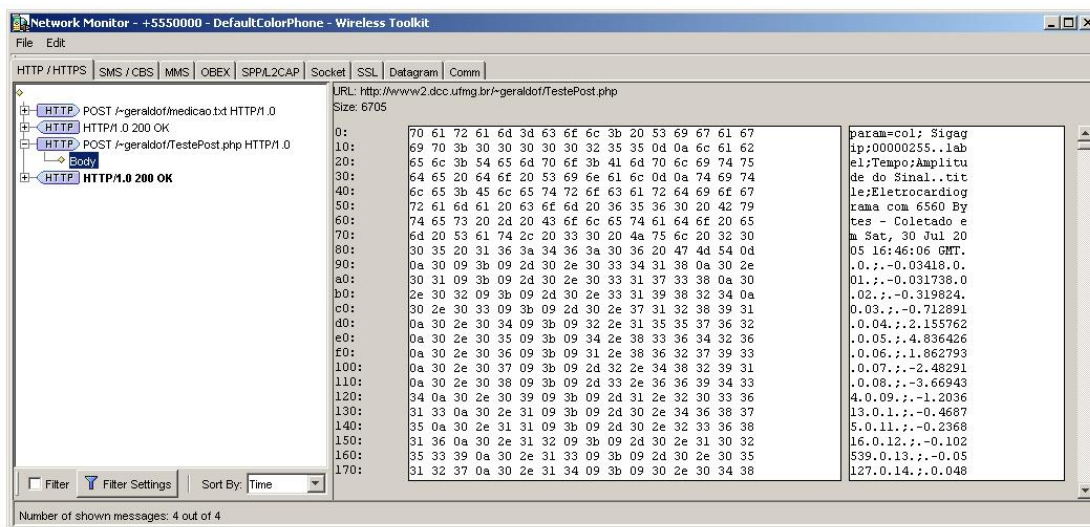 Network Monitor - +5550000 - DefaultColorPhone - Wireless Toolkit
File Edit
HTTP / HTTPS SMS / CBS MMS OBEX SPP/L2CAP Socket SSL Datagram Comm
HTTP POST /~geraldof/medicao.txt HTTP/1.0
HTTP HTTP/1.0 200 OK
HTTP POST /~geraldof/TestePost.php HTTP/1.0
Body
HTTP HTTP/1.0 200 OK
Filter Filter Settings Sort By: Time
URL: http://www2.dcc.ufmg.br/~geraldof/TestePost.php
Size: 6705
0: 70 61 72 61 6d 3d 63 6f 6c 3b 20 53 69 67 61 67 param=col; Sigag
10: 69 70 3b 30 30 30 30 30 32 35 35 0d 0a 6c 61 62 ip;00000255..lab
20: 65 6c 3b 54 65 6d 70 6f 3b 41 6d 70 6c 69 74 75 el;Tempo;Amplitu
30: 64 65 20 64 6f 20 53 69 6e 61 6c 0d 0a 74 69 74 de do Sinal..tit
40: 6c 65 3b 45 6c 65 74 72 6f 63 61 72 64 69 6f 67 le;Eletrocardiog
50: 72 61 6d 61 20 63 6f 6d 20 36 35 36 30 20 42 79 rama com 6560 By
60: 74 65 73 20 2d 20 43 6f 6c 65 74 61 64 6f 20 65 tes - Coletado e
70: 6d 20 53 61 74 2c 20 33 30 20 4a 75 6c 20 32 30 m Sat, 30 Jul 20
80: 30 35 20 31 36 3a 34 36 3a 30 36 20 47 4d 54 0d 05 16:46:06 GMT.
90: 0a 30 09 3b 09 2d 30 2e 30 33 34 31 38 0a 30 2e .0.;.-0.03418.0.
a0: 30 31 09 3b 09 2d 30 2e 30 33 31 37 33 38 0a 30 01.;.-0.031738.0
b0: 2e 30 32 09 3b 09 2d 30 2e 33 31 39 38 32 34 0a .02.;.-0.319824.
c0: 30 2e 30 33 09 3b 09 2d 30 2e 37 31 32 38 39 31 0.03.;.-0.712891
d0: 0a 30 2e 30 34 09 3b 09 32 2e 31 35 35 37 36 32 .0.04.;.2.155762
e0: 0a 30 2e 30 35 09 3b 09 34 2e 38 33 36 34 32 36 .0.05.;.4.836426
f0: 0a 30 2e 30 36 09 3b 09 31 2e 38 36 32 37 39 33 .0.06.;.1.862793
100: 0a 30 2e 30 37 09 3b 09 2d 32 2e 34 38 32 39 31 .0.07.;.-2.48291
110: 0a 30 2e 30 38 09 3b 09 2d 33 2e 36 36 39 34 33 .0.08.;.-3.66943
120: 34 0a 30 2e 30 39 09 3b 09 2d 31 2e 32 30 33 36 4.0.09.;.-1.2036
130: 31 33 0a 30 2e 31 09 3b 09 2d 30 2e 34 36 38 37 13.0.1.;.-0.4687
140: 35 0a 30 2e 31 31 09 3b 09 2d 30 2e 32 33 36 38 5.0.11.;.-0.2368
150: 31 36 0a 30 2e 31 32 09 3b 09 2d 30 2e 31 30 32 16.0.12.;.-0.102
160: 35 33 39 0a 30 2e 31 33 09 3b 09 2d 30 2e 30 35 539.0.13.;.-0.05
170: 31 32 37 0a 30 2e 31 34 09 3b 09 30 2e 30 34 38 127.0.14.;.0.048
Number of shown messages: 4 out of 4